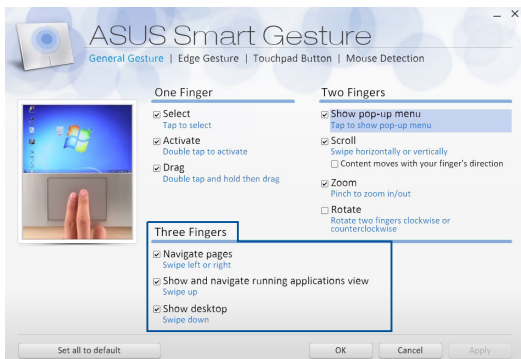 ASUS Smart Gesture
General Gesture | Edge Gesture | Touchpad Button | Mouse Detection
One Finger
Select
Tap to select
Activate
Double tap to activate
Drag
Double tap and hold then drag
Two Fingers
Show pop-up menu
Tap to show pop-up menu
Scroll
Swipe horizontally or vertically
Content moves with your finger's direction
Zoom
Pinch to zoom in/out
Rotate
Rotate two fingers clockwise or
counterclockwise
Three Fingers
Navigate pages
Swipe left or right
Show and navigate running applications view
Swipe up
Show desktop
Swipe down
Set all to default
OK
Cancel
Apply